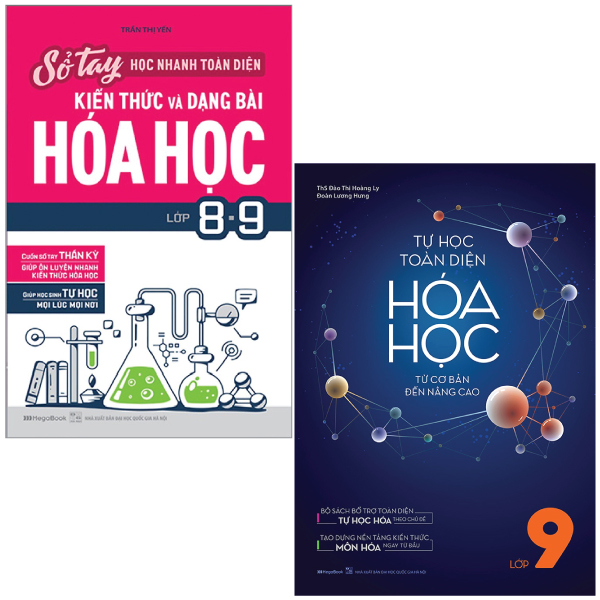 TRẦN THỊ YẾN
Sổ tay HỌC NHANH TOÀN DIỆN
KIẾN THỨC VÀ DẠNG BÀI
HÓA HỌC
LỚP 8-9
CUỐN SỔ TAY THẦN KỲ
GIÚP ÔN LUYỆN NHANH
KIẾN THỨC HÓA HỌC
GIÚP HỌC SINH TỰ HỌC
MỌI LÚC MỌI NƠI
MegaBook
NHÀ XUẤT BẢN ĐẠI HỌC QUỐC GIA HÀ NỘI
ThS Đào Thị Hoàng Ly
Đoàn Lương Hưng
TỰ HỌC
TOÀN DIỆN
HÓA
HỌC
TỪ CƠ BẢN
ĐẾN NÂNG CAO
BỘ SÁCH BỔ TRỢ TOÀN DIỆN
TỰ HỌC HÓA THEO CHỦ ĐỀ
TẠO DỰNG NỀN TẢNG KIẾN THỨC
MÔN HÓA NGAY TỪ ĐẦU
LỚP 9
MegaBook
NHÀ XUẤT BẢN ĐẠI HỌC QUỐC GIA HÀ NỘI